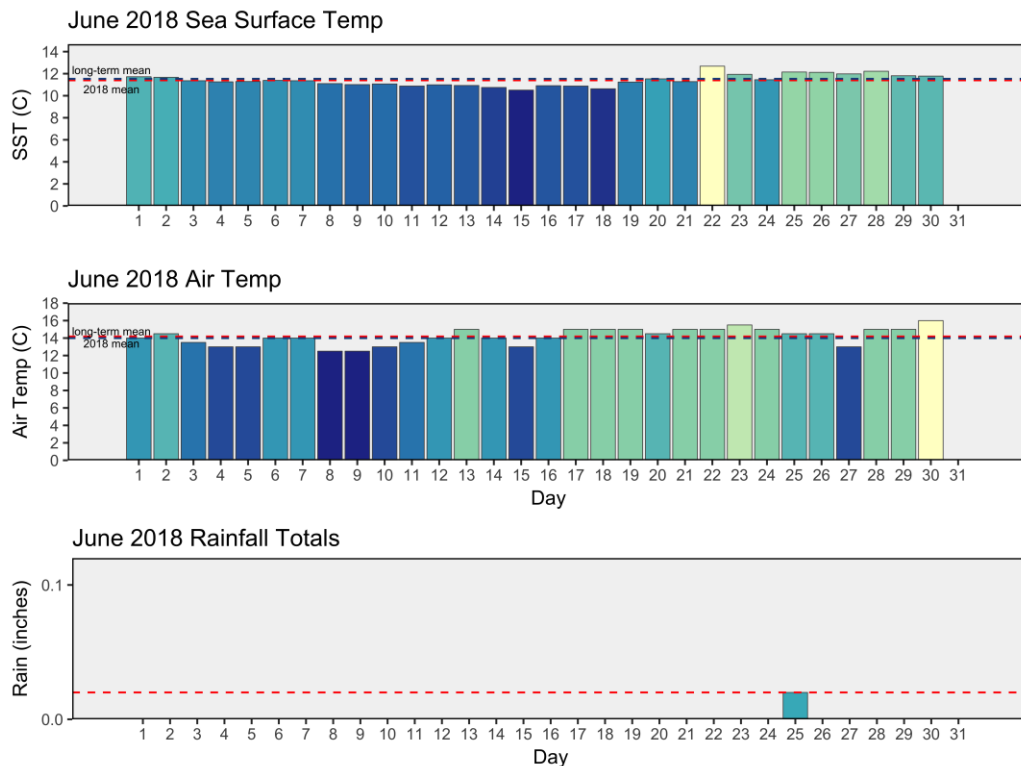 June 2018 Sea Surface Temp
SST (C)
14
12
10
8
6
4
2
0
long-term mean
2018 mean
1 2 3 4 5 6 7 8 9 10 11 12 13 14 15 16 17 18 19 20 21 22 23 24 25 26 27 28 29 30 31
June 2018 Air Temp
Air Temp (C)
18
16
14
12
10
8
6
4
2
0
long-term mean
2018 mean
1 2 3 4 5 6 7 8 9 10 11 12 13 14 15 16 17 18 19 20 21 22 23 24 25 26 27 28 29 30 31
Day
June 2018 Rainfall Totals
Rain (inches)
0.1
0.0
1 2 3 4 5 6 7 8 9 10 11 12 13 14 15 16 17 18 19 20 21 22 23 24 25 26 27 28 29 30 31
Day